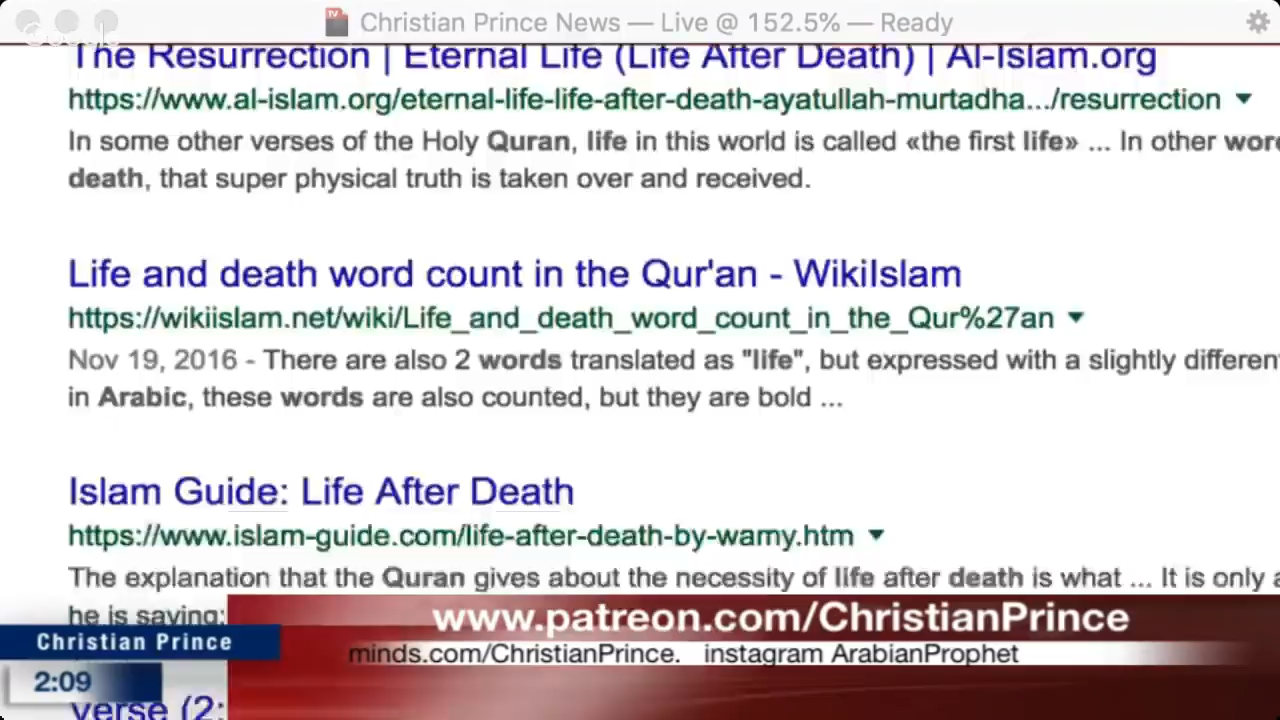 Christian Prince News — Live @ 152.5% — Ready
Google
The Resurrection | Eternal Life (Life After Death) | Al-Islam.org
https://www.al-islam.org/eternal-life-life-after-death-ayatullah-murtadha.../resurrection
In some other verses of the Holy Quran, life in this world is called «the first life» ... In other
death, that super physical truth is taken over and received.
Life and death word count in the Qur'an - WikiIslam
https://wikiislam.net/wiki/Life_and_death_word_count_in_the_Qur%27an
Nov 19, 2016 - There are also 2 words translated as "life", but expressed with a slightly
in Arabic, these words are also counted, but they are bold ...
Islam Guide: Life After Death
https://www.islam-guide.com/life-after-death-by-wamy.htm
The explanation that the Quran gives about the necessity of life after death is what ... It is only
he is saying:
www.patreon.com/ChristianPrince
Christian Prince
minds.com/ChristianPrince. instagram ArabianProphet
2:09
verse (2: